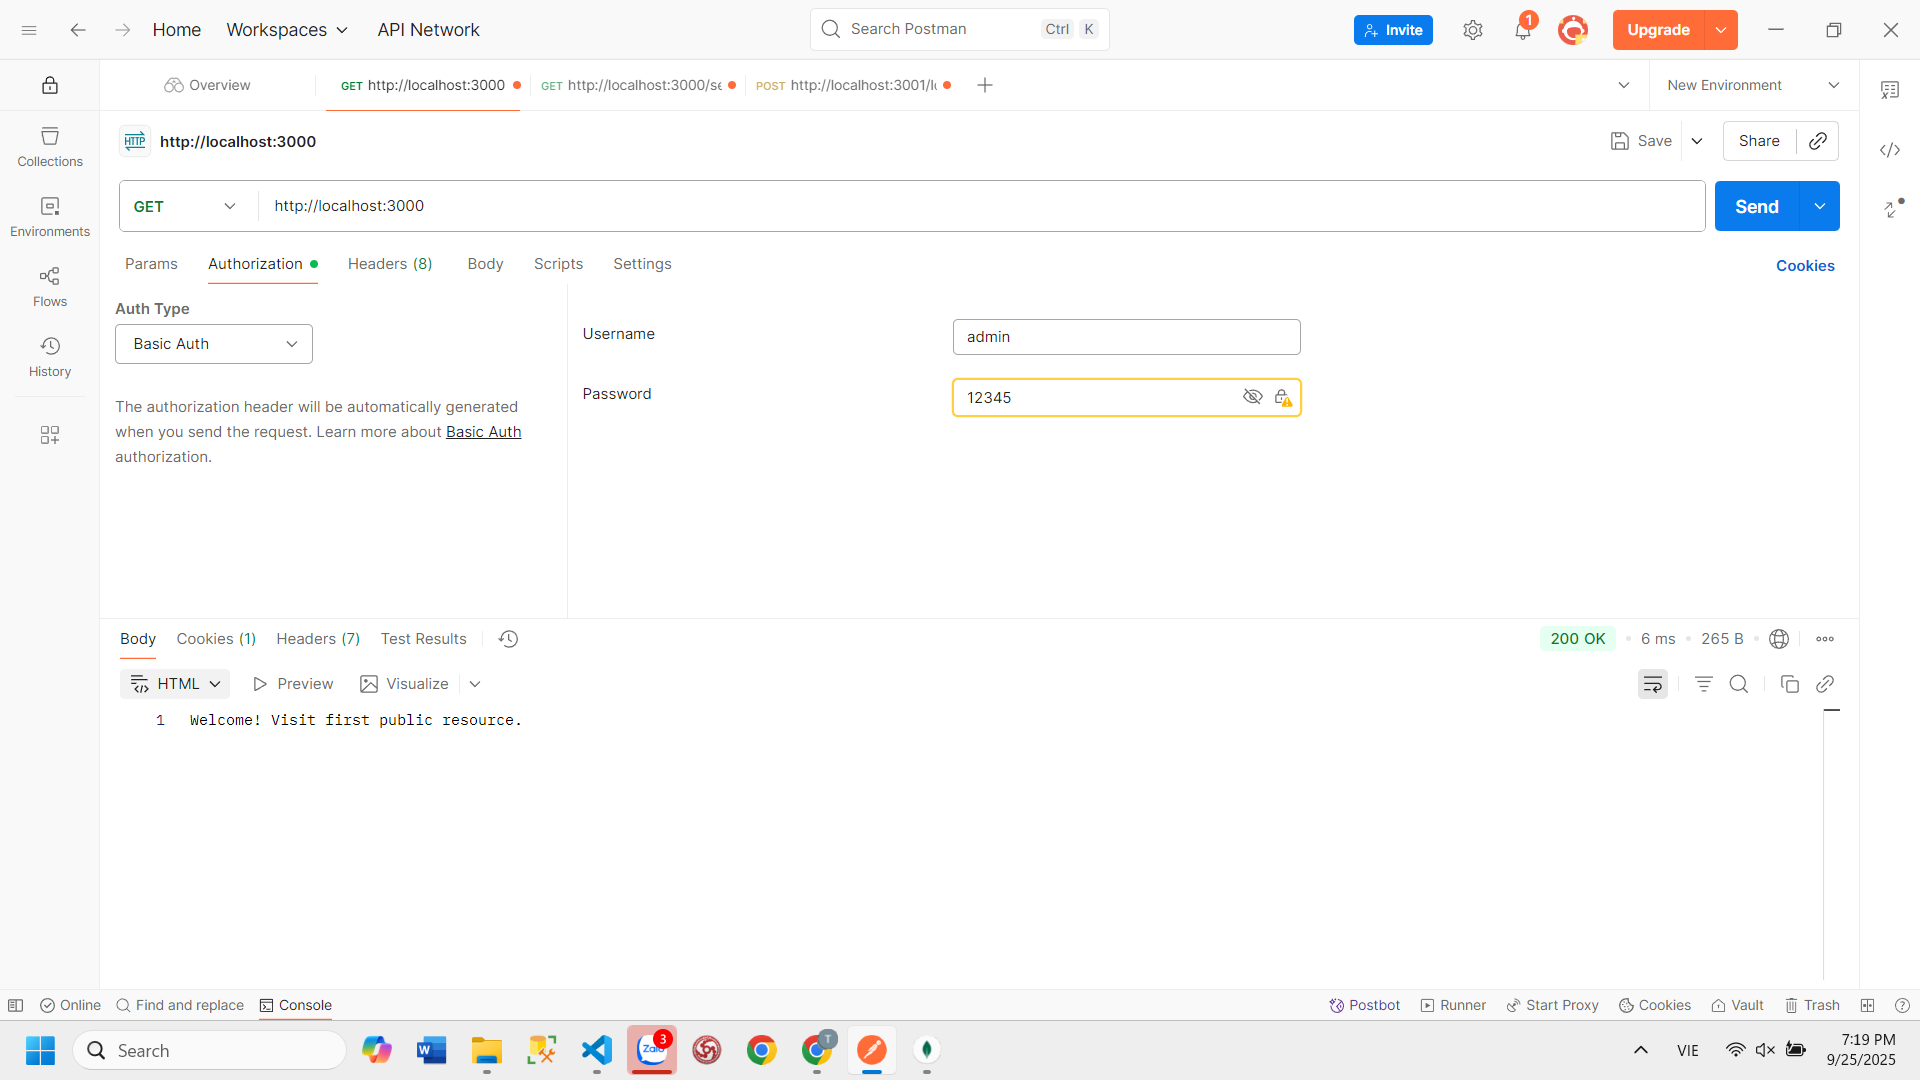 Home Workspaces API Network Search Postman Ctrl K Invite 1 Upgrade
Overview GET http://localhost:3000 GET http://localhost:3000/se POST http://localhost:3001/lo New Environment
HTTP http://localhost:3000 Save Share
Collections
GET http://localhost:3000 Send
Environments
Params Authorization Headers (8) Body Scripts Settings Cookies
Flows
Auth Type
Username admin
Basic Auth
History
Password 12345
The authorization header will be automatically generated
when you send the request. Learn more about Basic Auth
authorization.
Body Cookies (1) Headers (7) Test Results 200 OK 6 ms 265 B
HTML Preview Visualize
1 Welcome! Visit first public resource.
Online Find and replace Console Postbot Runner Start Proxy Cookies Vault Trash
Search Zalo 3 T VIE 7:19 PM
9/25/2025